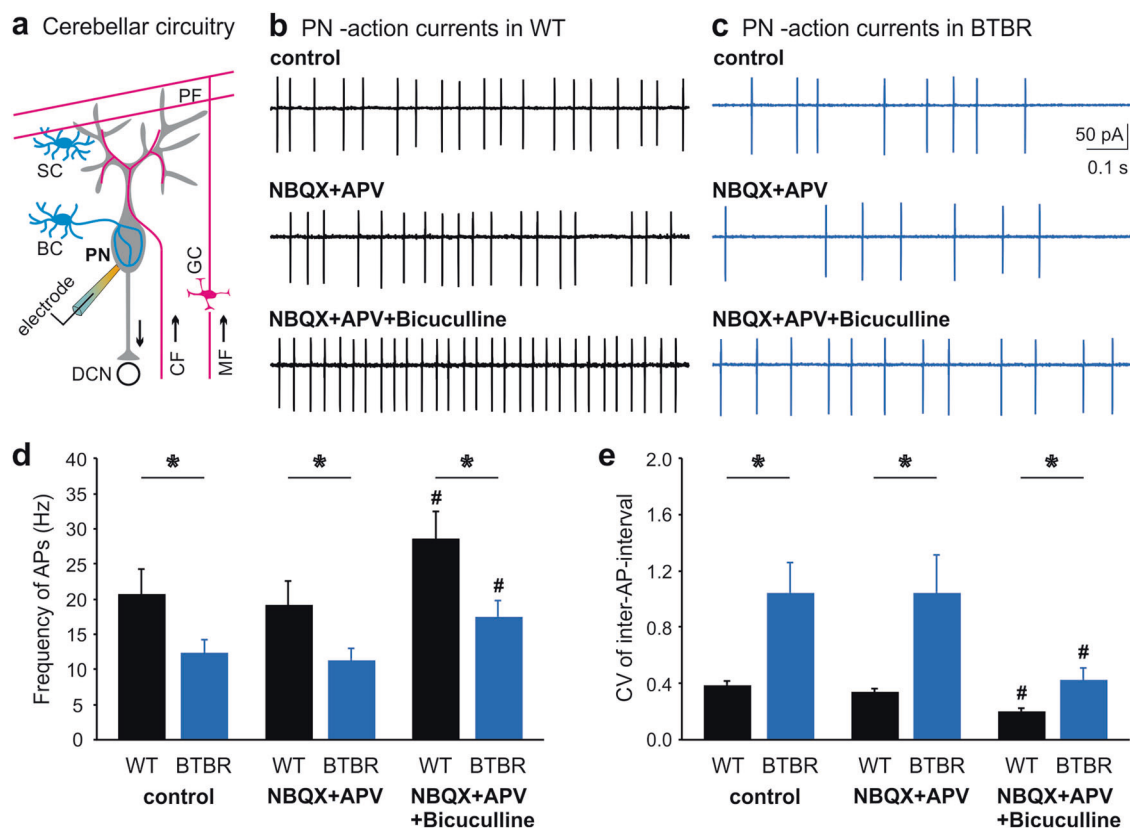 a Cerebellar circuitry
PF
SC
BC
PN
GC
electrode
DCN
CF
MF
b PN -action currents in WT
control
NBQX+APV
NBQX+APV+Bicuculline
c PN -action currents in BTBR
control
50 pA
0.1 s
NBQX+APV
NBQX+APV+Bicuculline
d
Frequency of APs (Hz)
40
35
30
25
20
15
10
5
0
* * *
# #
WT BTBR WT BTBR WT BTBR
control NBQX+APV NBQX+APV
+Bicuculline
e
CV of inter-AP-interval
2.0
1.6
1.2
0.8
0.4
0.0
* * *
# #
WT BTBR WT BTBR WT BTBR
control NBQX+APV NBQX+APV
+Bicuculline